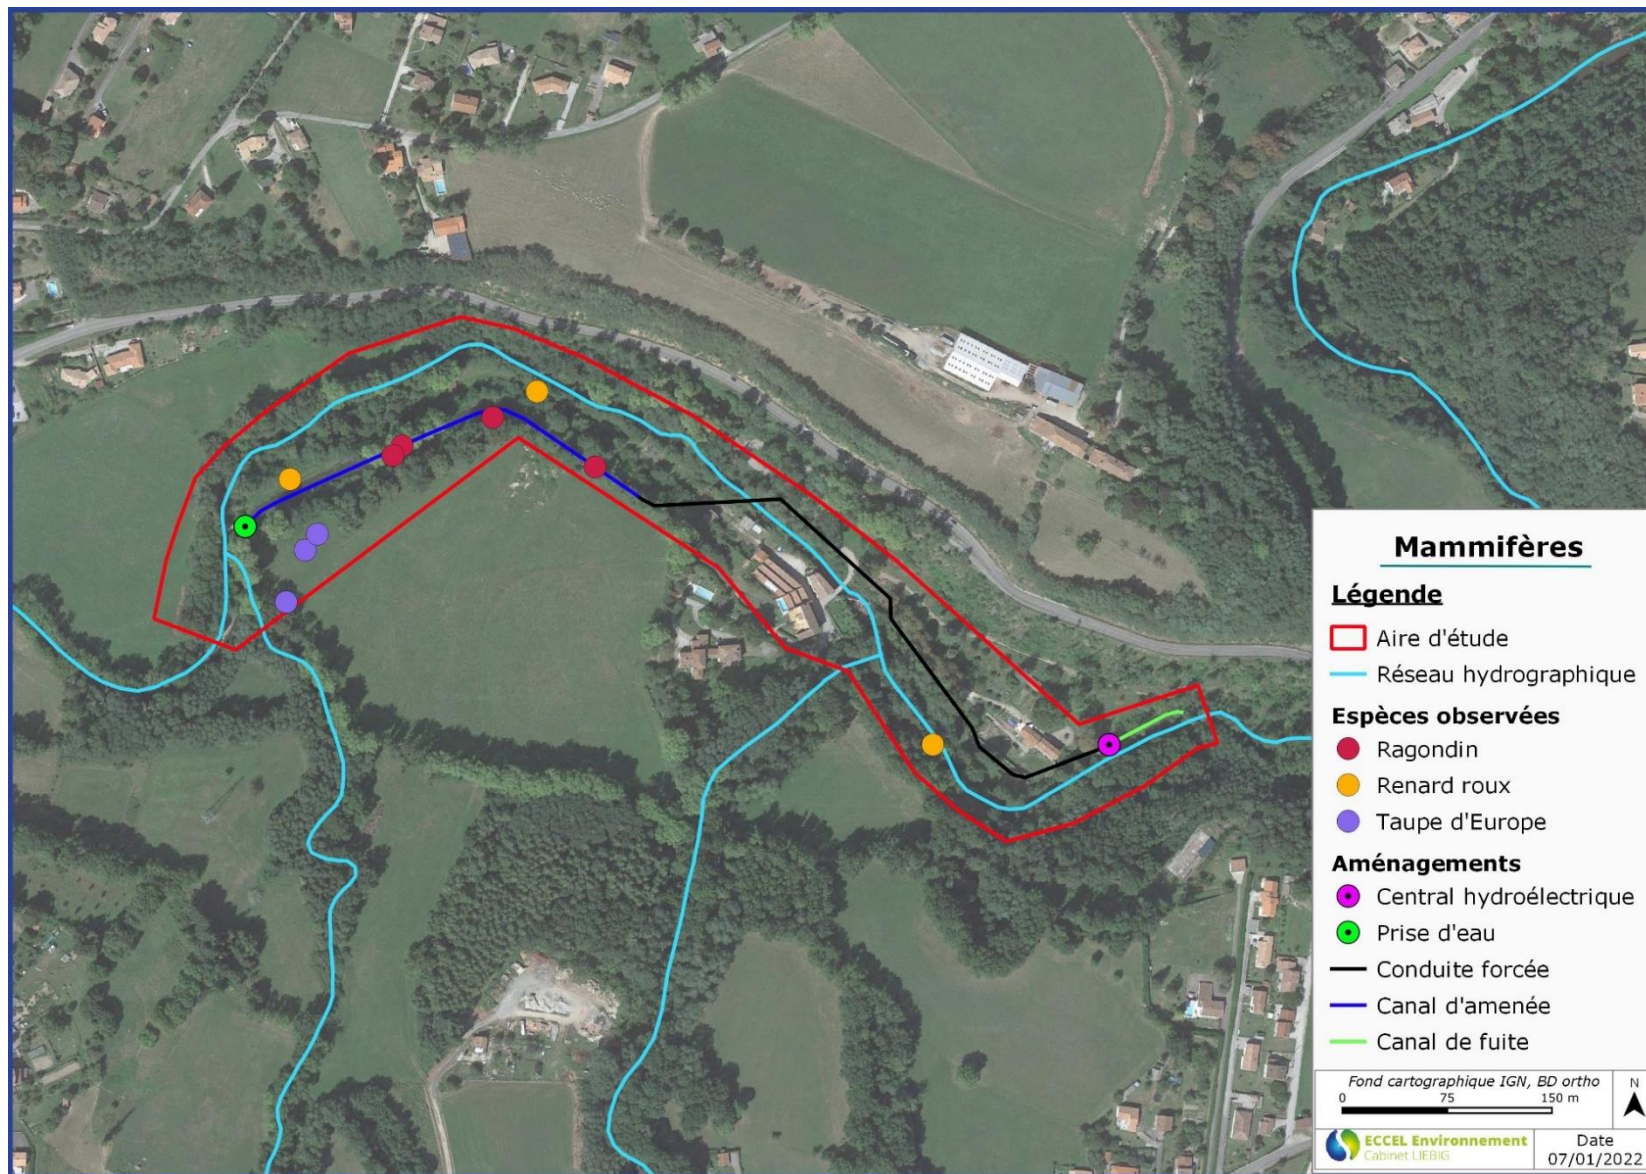 Mammifères
Légende
Aire d'étude
Réseau hydrographique
Espèces observées
Ragondin
Renard roux
Taupe d'Europe
Aménagements
Central hydroélectrique
Prise d'eau
Conduite forcée
Canal d'amenée
Canal de fuite
Fond cartographique IGN, BD ortho
0 75 150 m
N
ECCEL Environnement
Cabinet LIEBIG
Date
07/01/2022